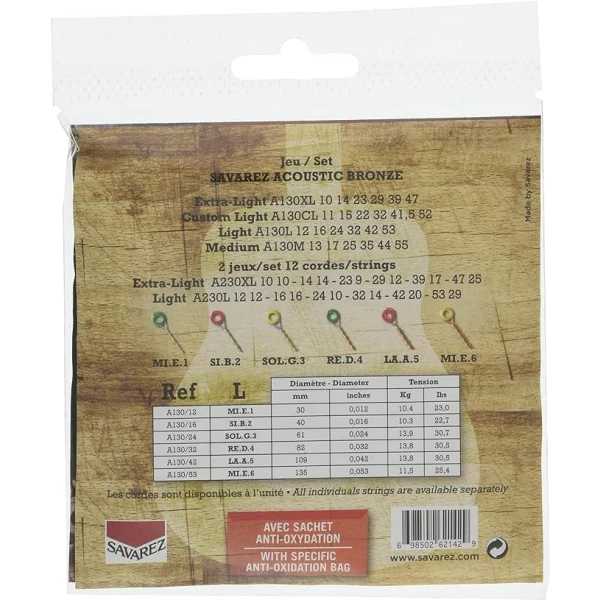 Jeu / Set
SAVAREZ ACOUSTIC BRONZE
Extra-Light A130XL 10 14 23 29 39 47
Custom Light A130CL 11 15 22 32 41,5 52
Light A130L 12 16 24 32 42 53
Medium A130M 13 17 25 35 44 55
2 jeux/set 12 cordes/strings
Extra-Light A230XL 10 10 - 14 14 - 23 9 - 29 12 - 39 17 - 47 25
Light A230L 12 12 - 16 16 - 24 10 - 32 14 - 42 20 - 53 29
MI.E.1 SI.B.2 SOL.G.3 RE.D.4 LA.A.5 MI.E.6
Ref L Diamètre - Diameter Tension
mm inches Kg lbs
A130/12 MI.E.1 30 0,012 10,4 23,0
A130/16 SI.B.2 40 0,016 10,3 22,7
A130/24 SOL.G.3 61 0,024 13,9 30,7
A130/32 RE.D.4 82 0,032 13,8 30,5
A130/42 LA.A.5 109 0,042 13,8 30,5
A130/53 MI.E.6 135 0,053 11,5 25,4
Les cordes sont disponibles à l'unité • All individuals strings are available separately
SAVAREZ
AVEC SACHET
ANTI-OXYDATION
WITH SPECIFIC
ANTI-OXIDATION BAG
6 98502 62142 9
www.savarez.com
Made by Savarez